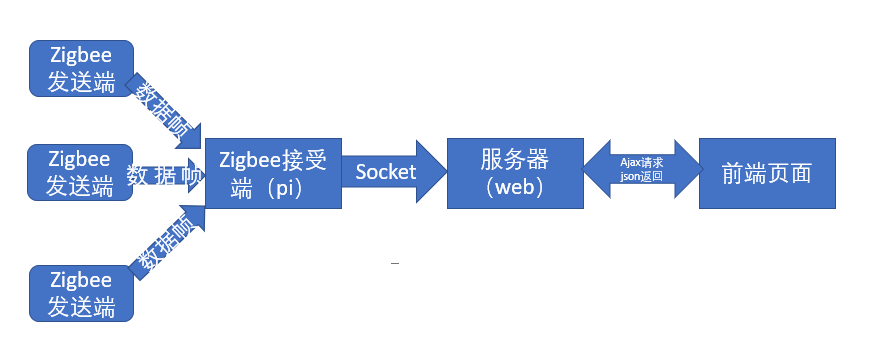 Zigbee
发送端
数据帧
Zigbee
发送端
数据帧
Zigbee
发送端
数据帧
Zigbee接受
端（pi）
Socket
服务器
（web）
Ajax请求
json返回
前端页面